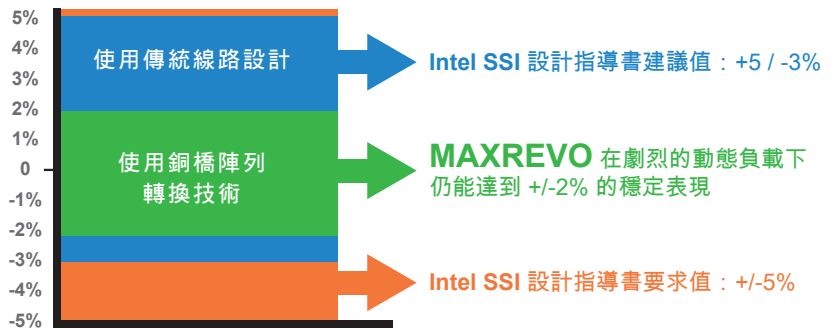 5%
4%
3%
2%
1%
0
-1%
-2%
-3%
-4%
-5%
使用傳統線路設計
使用銅橋陣列
轉換技術
Intel SSI 設計指導書建議值：+5 / -3%
MAXREVO 在劇烈的動態負載下
仍能達到 +/-2% 的穩定表現
Intel SSI 設計指導書要求值：+/-5%